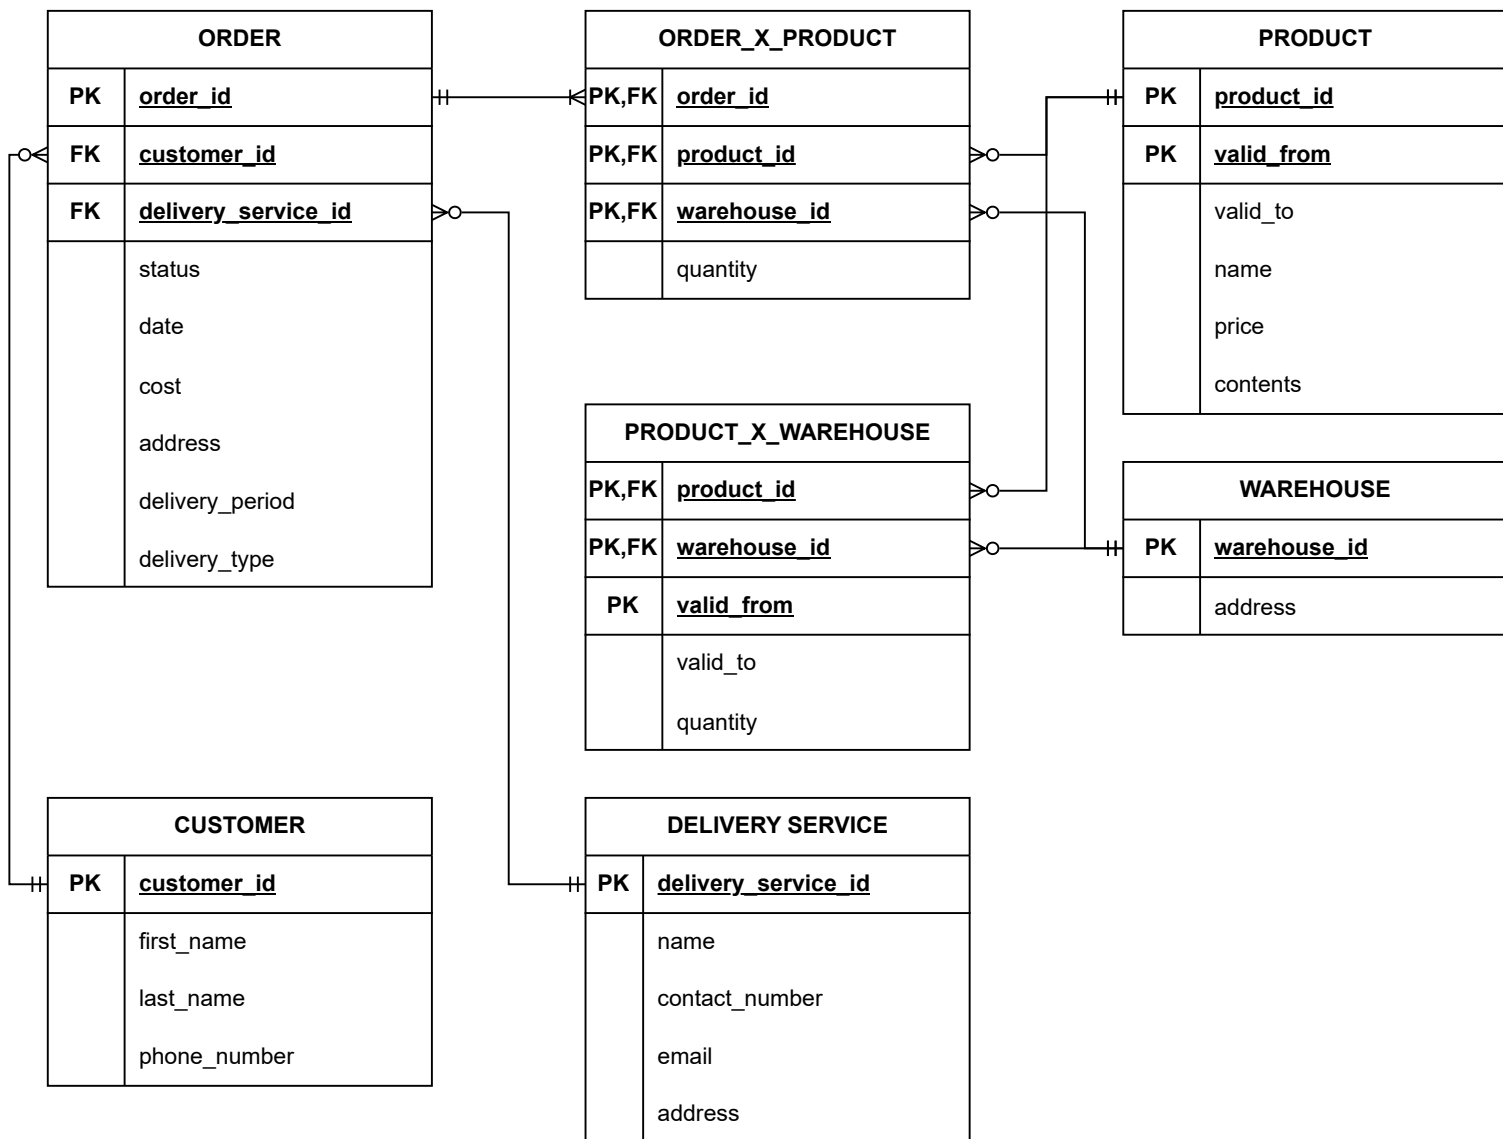 ORDER
PK order_id
FK customer_id
FK delivery_service_id
status
date
cost
address
delivery_period
delivery_type
ORDER_X_PRODUCT
PK,FK order_id
PK,FK product_id
PK,FK warehouse_id
quantity
PRODUCT
PK product_id
PK valid_from
valid_to
name
price
contents
PRODUCT_X_WAREHOUSE
PK,FK product_id
PK,FK warehouse_id
PK valid_from
valid_to
quantity
WAREHOUSE
PK warehouse_id
address
CUSTOMER
PK customer_id
first_name
last_name
phone_number
DELIVERY SERVICE
PK delivery_service_id
name
contact_number
email
address